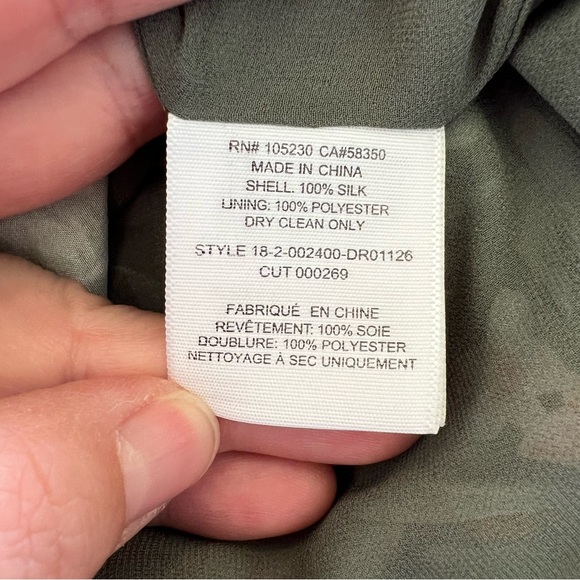 RN# 105230 CA#58350
MADE IN CHINA
SHELL: 100% SILK
LINING: 100% POLYESTER
DRY CLEAN ONLY
STYLE 18-2-002400-DR01126
CUT 000269
FABRIQUÉ EN CHINE
REVÊTEMENT: 100% SOIE
DOUBLURE: 100% POLYESTER
NETTOYAGE À SEC UNIQUEMENT